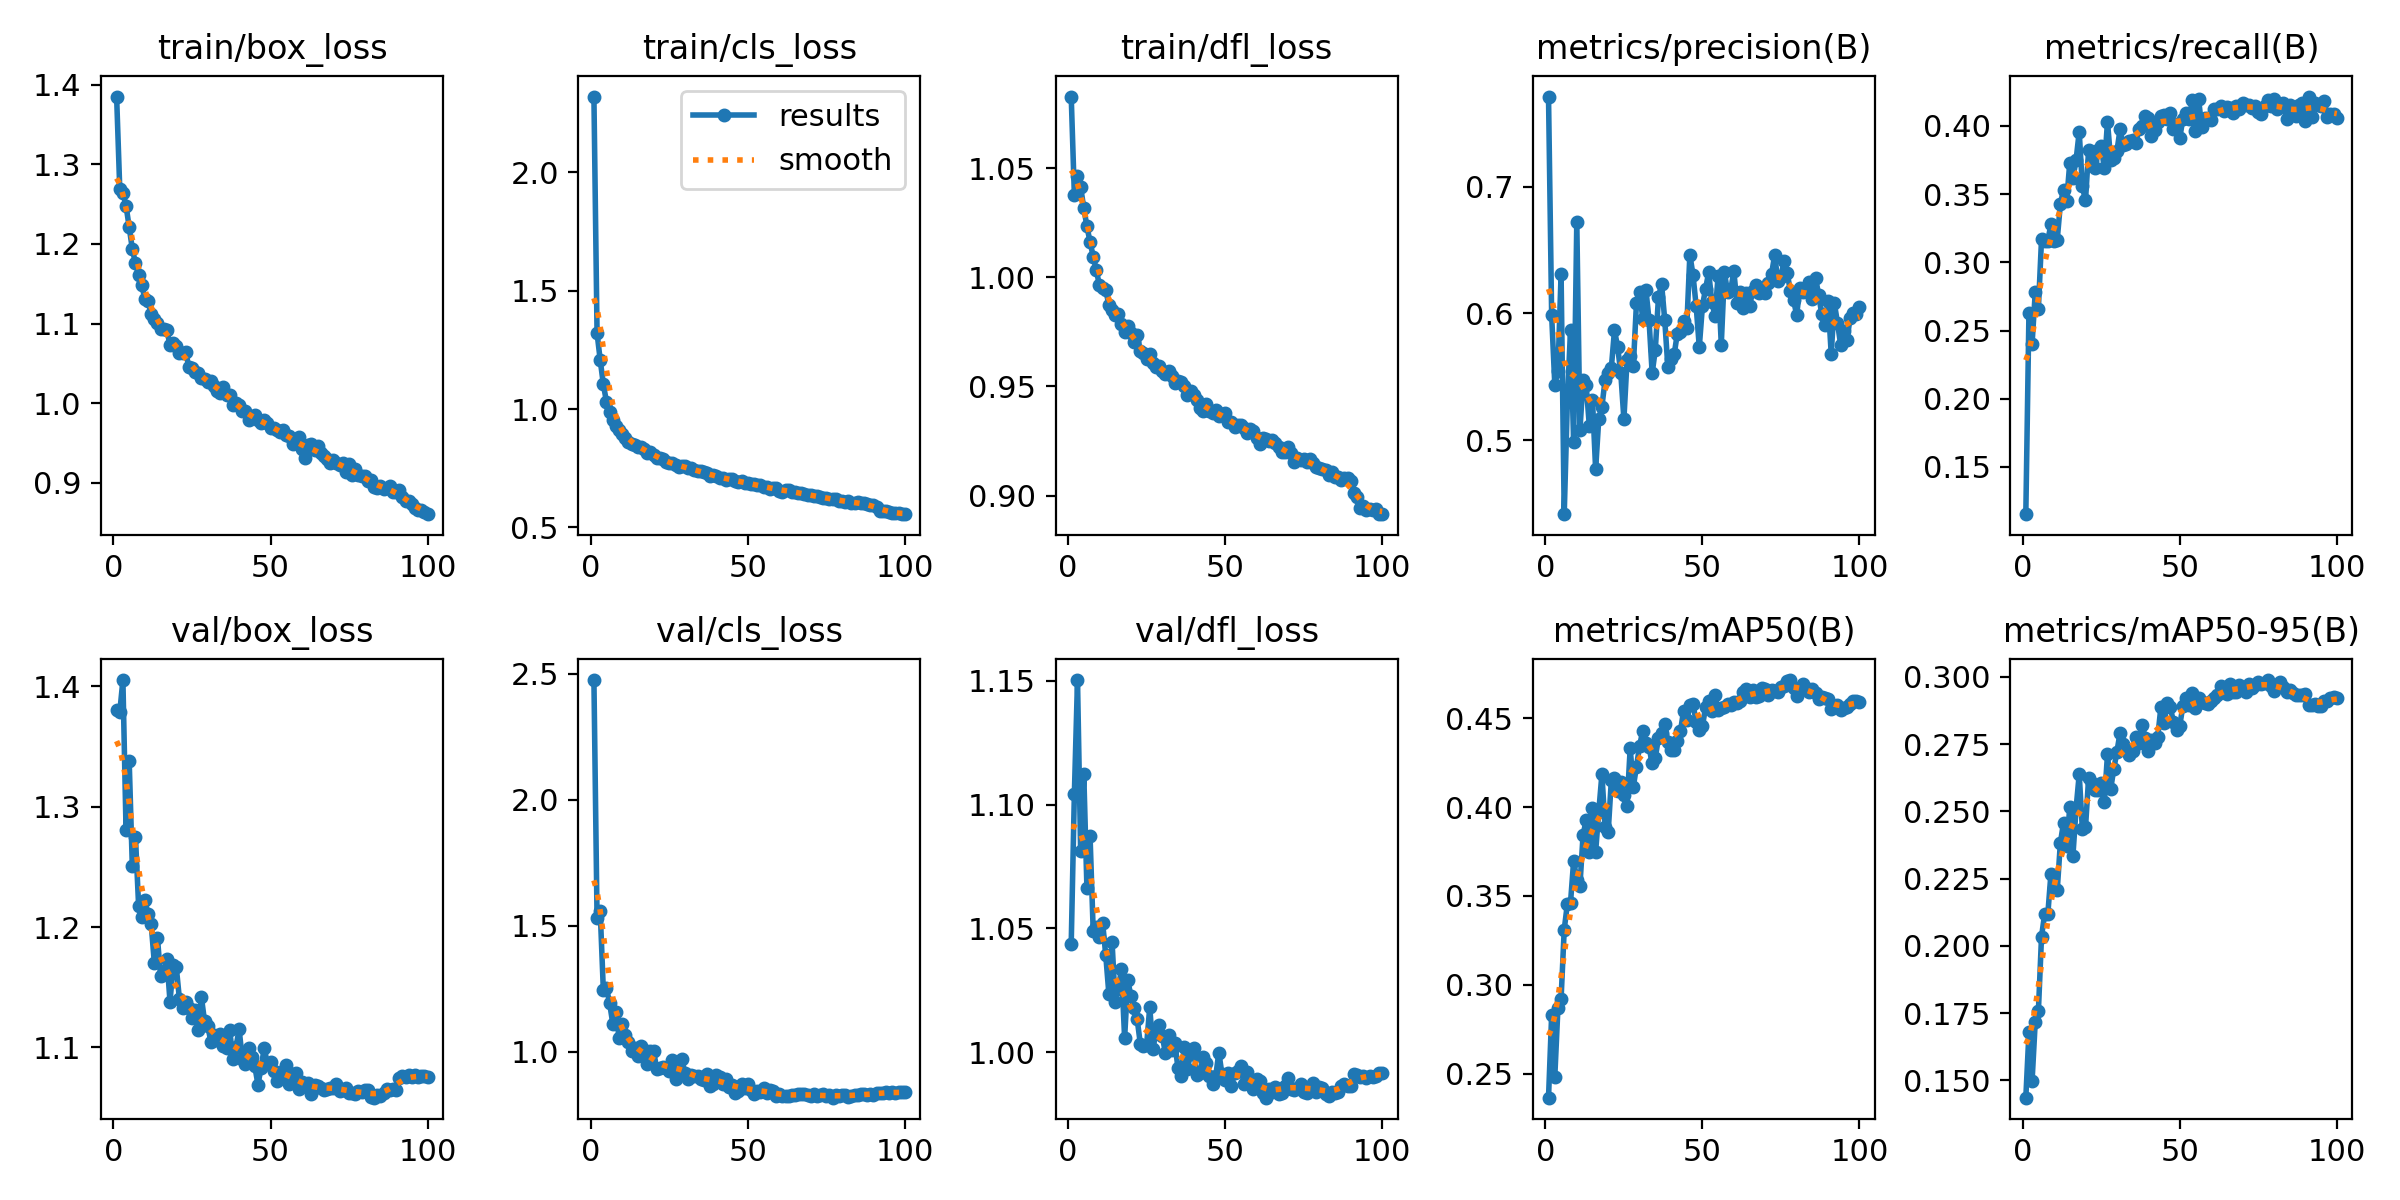 train/box_loss
1.4
1.3
1.2
1.1
1.0
0.9
0 50 100
train/cls_loss
results
smooth
2.0
1.5
1.0
0.5
0 50 100
train/dfl_loss
1.05
1.00
0.95
0.90
0 50 100
metrics/precision(B)
0.7
0.6
0.5
0 50 100
metrics/recall(B)
0.40
0.35
0.30
0.25
0.20
0.15
0 50 100
val/box_loss
1.4
1.3
1.2
1.1
0 50 100
val/cls_loss
2.5
2.0
1.5
1.0
0 50 100
val/dfl_loss
1.15
1.10
1.05
1.00
0 50 100
metrics/mAP50(B)
0.45
0.40
0.35
0.30
0.25
0 50 100
metrics/mAP50-95(B)
0.300
0.275
0.250
0.225
0.200
0.175
0.150
0 50 100